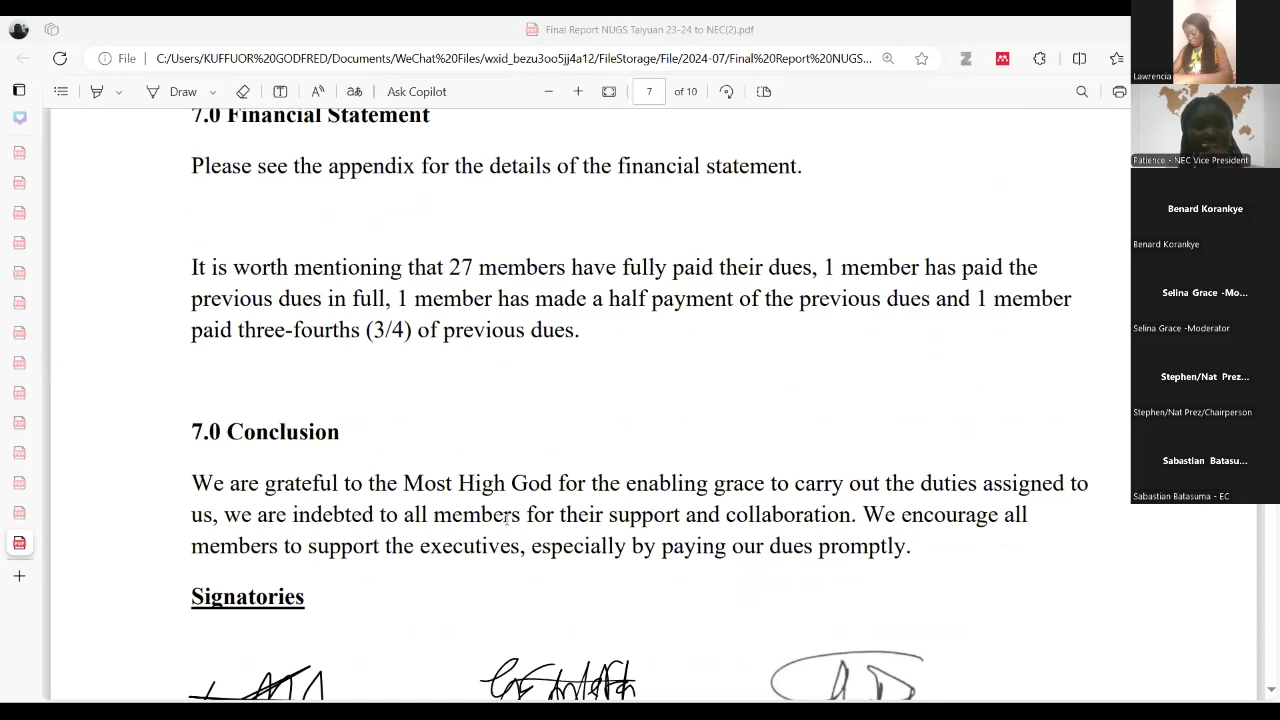 Final Report NUGS Taiyuan 23-24 to NEC(2).pdf
File C:/Users/KUFFUOR%20GODERED/Documents/WeChat%20Files/wxid_bezu3oo5jj4a12/FileStorage/File/2024-07/Final%20Report%20NUGS...
Draw Ask Copilot 7 of 10
7.0 Financial Statement
Please see the appendix for the details of the financial statement.
It is worth mentioning that 27 members have fully paid their dues, 1 member has paid the
previous dues in full, 1 member has made a half payment of the previous dues and 1 member
paid three-fourths (3/4) of previous dues.
7.0 Conclusion
We are grateful to the Most High God for the enabling grace to carry out the duties assigned to
us, we are indebted to all members for their support and collaboration. We encourage all
members to support the executives, especially by paying our dues promptly.
Signatories
Lawrencia
Patience - NEC Vice President
Benard Korankye
Benard Korankye
Selina Grace -Mo...
Selina Grace -Moderator
Stephen/Nat Prez...
Stephen/Nat Prez/Chairperson
Sabastian Batasu...
Sabastian Batasuma - EC